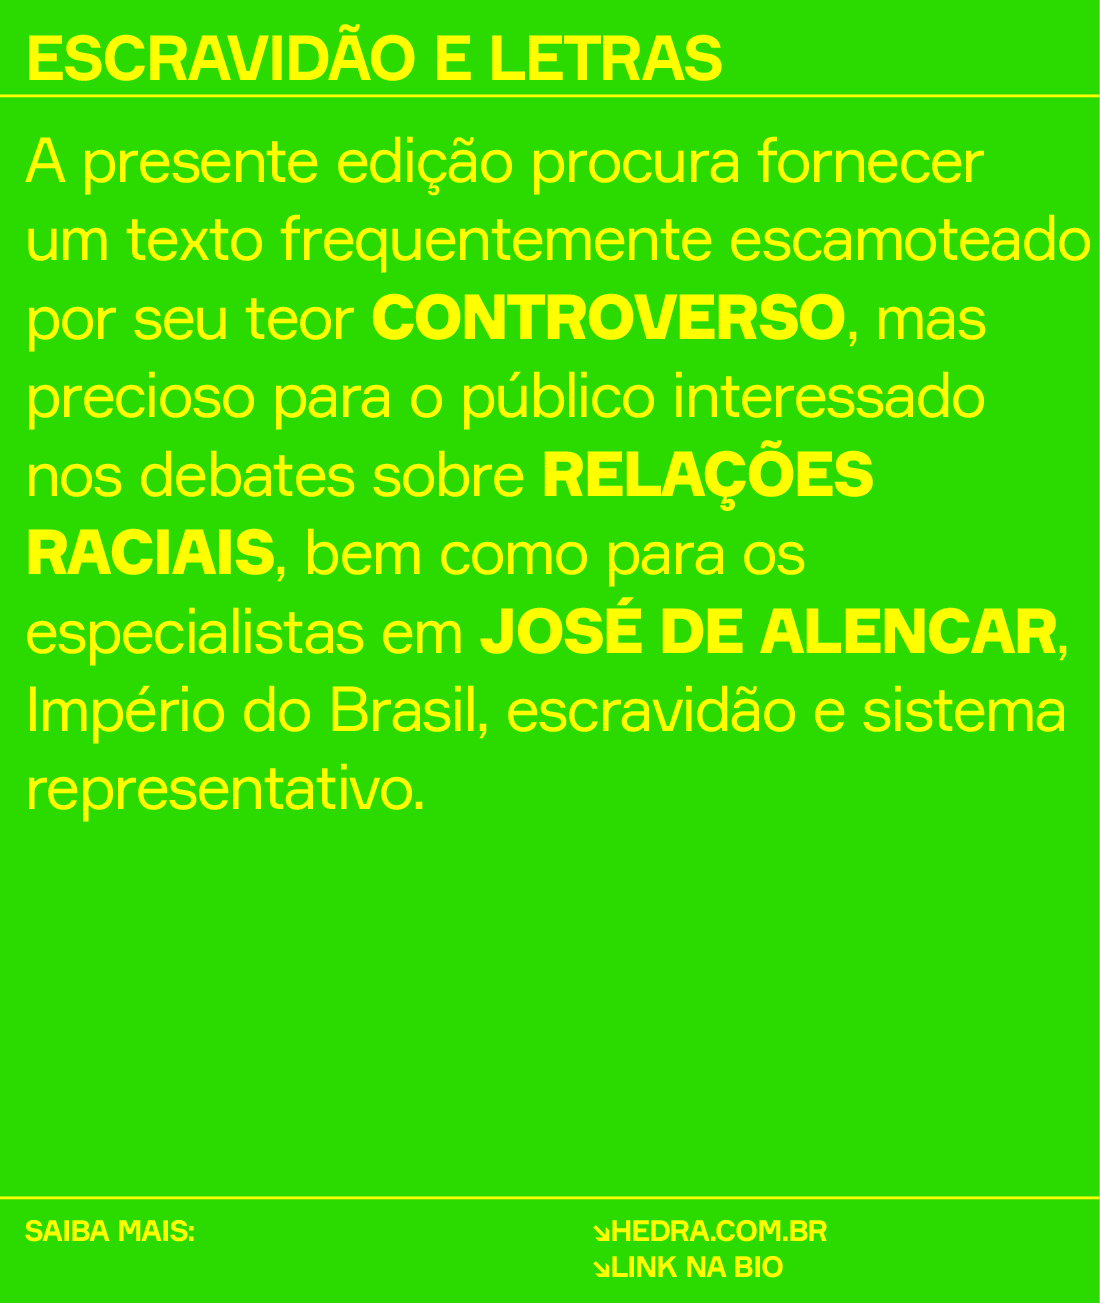 ESCRAVIDÃO E LETRAS
A presente edição procura fornecer
um texto frequentemente escamoteado
por seu teor CONTROVERSO, mas
precioso para o público interessado
nos debates sobre RELAÇÕES
RACIAIS, bem como para os
especialistas em JOSÉ DE ALENCAR,
Império do Brasil, escravidão e sistema
representativo.
SAIBA MAIS:
↘HEDRA.COM.BR
↘LINK NA BIO